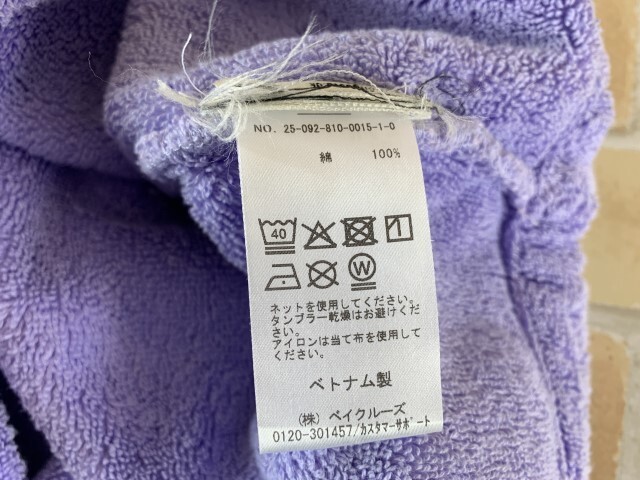 NO. 25-092-810-0015-1-0
綿 100%
40
W
ネットを使用してください。
タンブラー乾燥はお避けくだ
さい。
アイロンは当て布を使用して
ください。
ベトナム製
(株) ベイクルーズ
0120-301457/カスタマーサポート